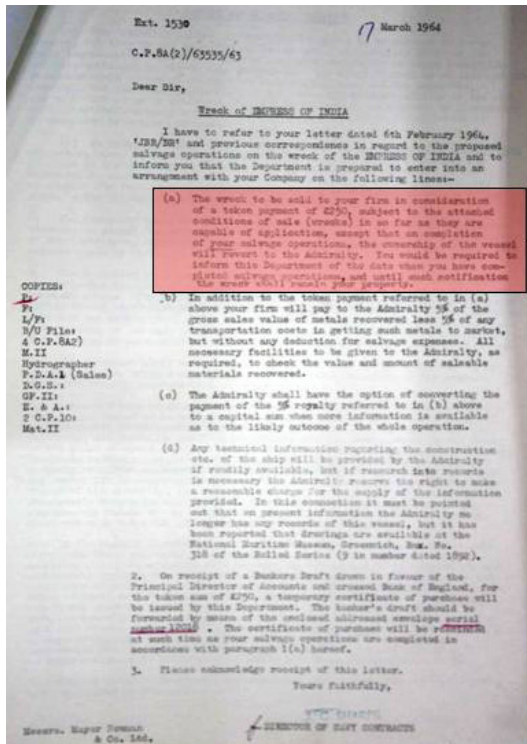 Ext. 1530
17 March 1964
C.P.8A(2)/63535/63
Dear Sir,
Wreck of EMPRESS OF INDIA
I have to refer to your letter dated 6th February 1964,
'JBR/BR' and previous correspondence in regard to the proposed
salvage operations on the wreck of the EMPRESS OF INDIA and to
inform you that the Department is prepared to enter into an
arrangement with your Company on the following lines:-
(a) The wreck to be sold to your firm in consideration
of a token payment of £250, subject to the attached
conditions of sale (wrecks) in so far as they are
capable of application, except that on completion
of your salvage operations, the ownership of the vessel
will revert to the Admiralty. You would be required to
inform this Department of the date when you have com-
pleted salvage operations, and until such notification
the wreck shall remain your property.
(b) In addition to the token payment referred to in (a)
above your firm will pay to the Admiralty 5% of the
gross sales value of metals recovered less 5% of any
transportation costs in getting such metals to market,
but without any deduction for salvage expenses. All
necessary facilities to be given to the Admiralty, as
required, to check the value and amount of saleable
materials recovered.
(c) The Admiralty shall have the option of converting the
payment of the 5% royalty referred to in (b) above
to a capital sum when more information is available
as to the likely outcome of the whole operation.
(d) Any technical information regarding the construction
etc. of the ship will be provided by the Admiralty
if readily available, but if research into records
is necessary the Admiralty reserve the right to make
a reasonable charge for the supply of the information
provided. In this connection it must be pointed
out that on present information the Admiralty no
longer has any records of this vessel, but it has
been reported that drawings are available at the
National Maritime Museum, Greenwich, Box. No.
318 of the Rolled Series (9 in number dated 1892).
COPIES:
P:
F:
L/F:
B/U File:
4 C.P.8A2)
M.II
Hydrographer
P.D.A.1 (Sales)
D.G.S.:
GF.II:
E. & A.:
2 C.P.10:
Mat.II
2. On receipt of a Bankers Draft drawn in favour of the
Principal Director of Accounts and crossed Bank of England, for
the token sum of £250, a temporary certificate of purchase will
be issued by this Department. The banker's draft should be
forwarded by means of the enclosed addressed envelope serial
number . The certificate of purchase will be
at such time as your salvage operations are completed in
accordance with paragraph 1(a) hereof.
3. Please acknowledge receipt of this letter.
Yours faithfully,
DIRECTOR OF NAVY CONTRACTS
Messrs. Mayor Newman
& Co. Ltd.